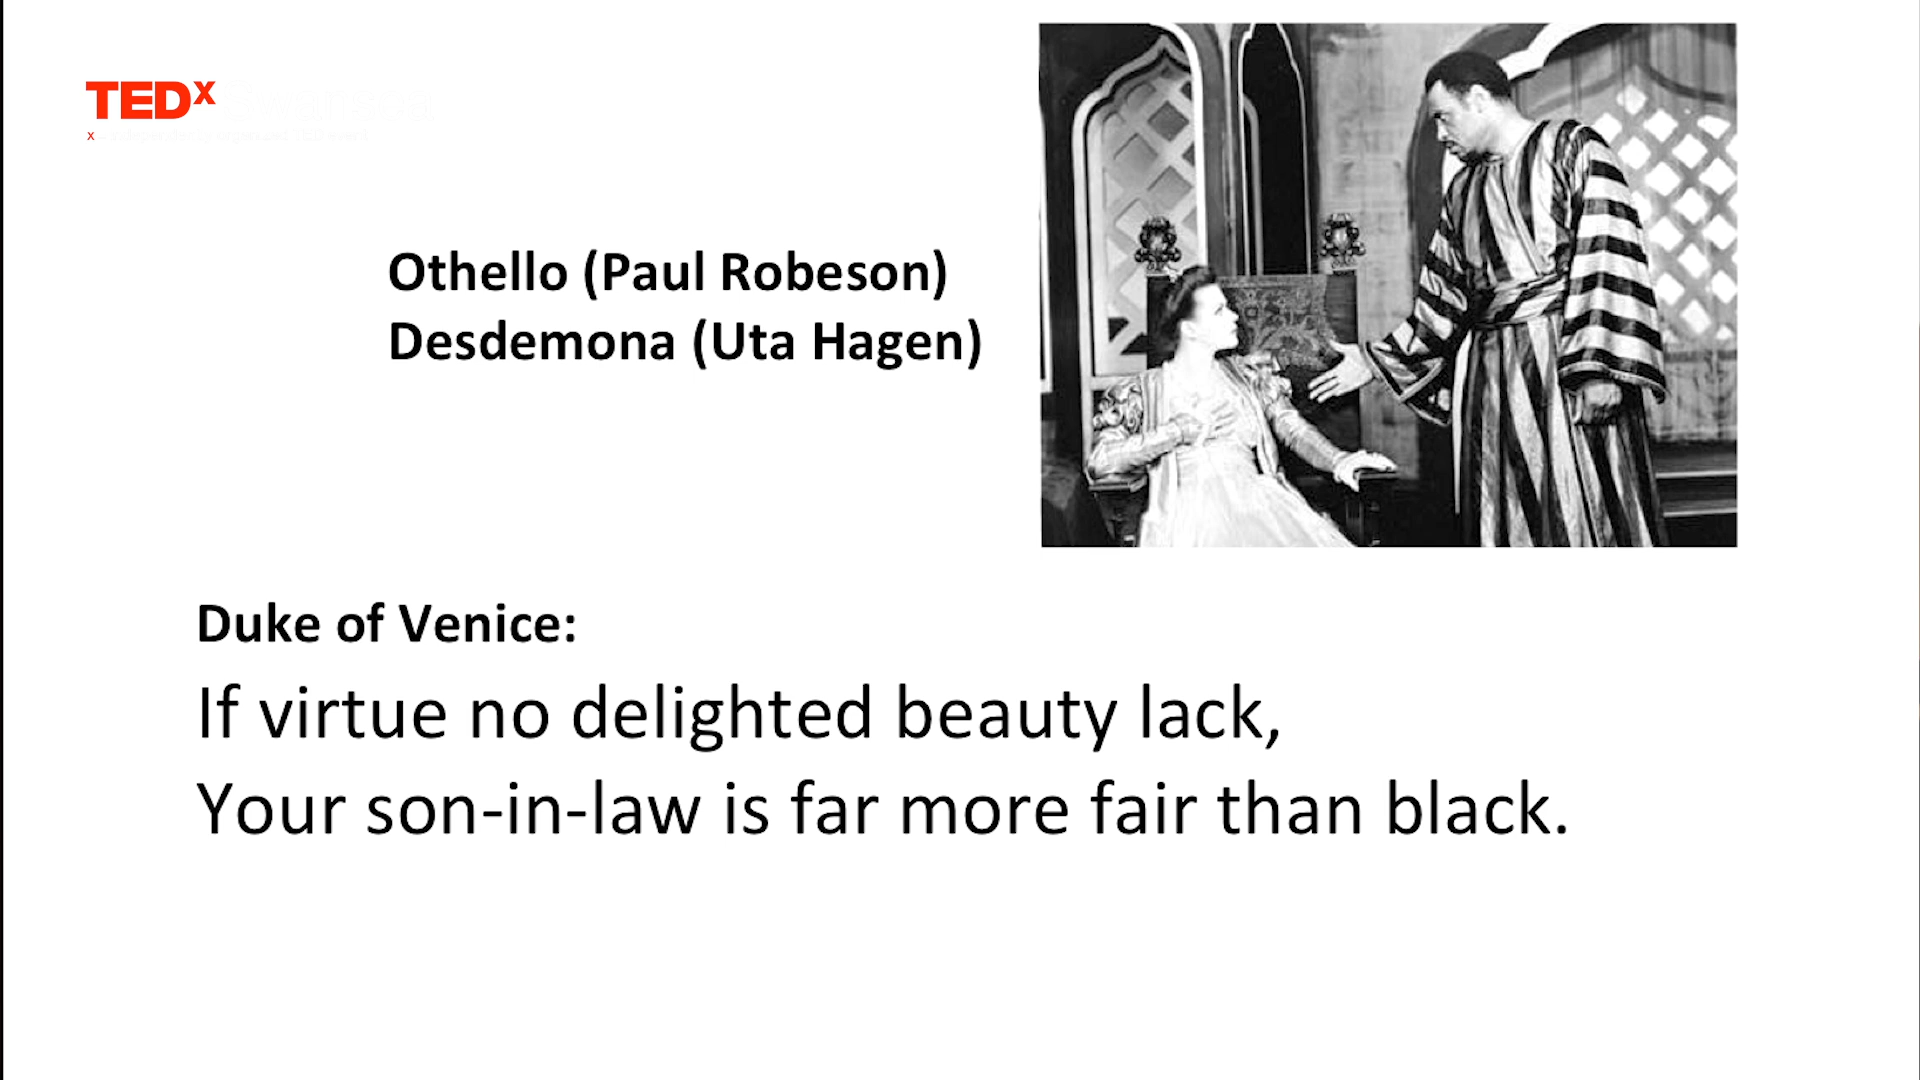 TEDx
Othello (Paul Robeson)
Desdemona (Uta Hagen)
Duke of Venice:
If virtue no delighted beauty lack,
Your son-in-law is far more fair than black.